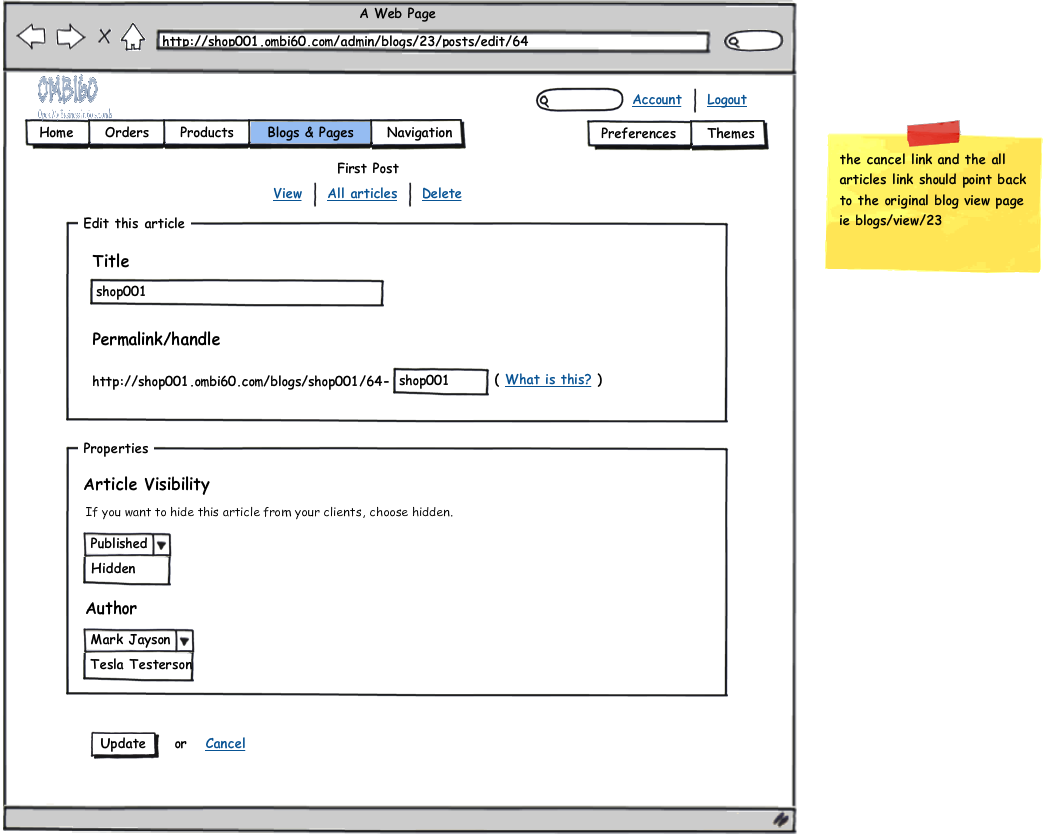 A Web Page
http://shop001.ombi60.com/admin/blogs/23/posts/edit/64
OMBI60
Account
Logout
Home
Orders
Products
Blogs & Pages
Navigation
Preferences
Themes
First Post
View
All articles
Delete
Edit this article
Title
shop001
Permalink/handle
http://shop001.ombi60.com/blogs/shop001/64- shop001 ( What is this? )
Properties
Article Visibility
If you want to hide this article from your clients, choose hidden.
Published
Hidden
Author
Mark Jayson
Tesla Testerson
Update or Cancel
the cancel link and the all
articles link should point back
to the original blog view page
ie blogs/view/23